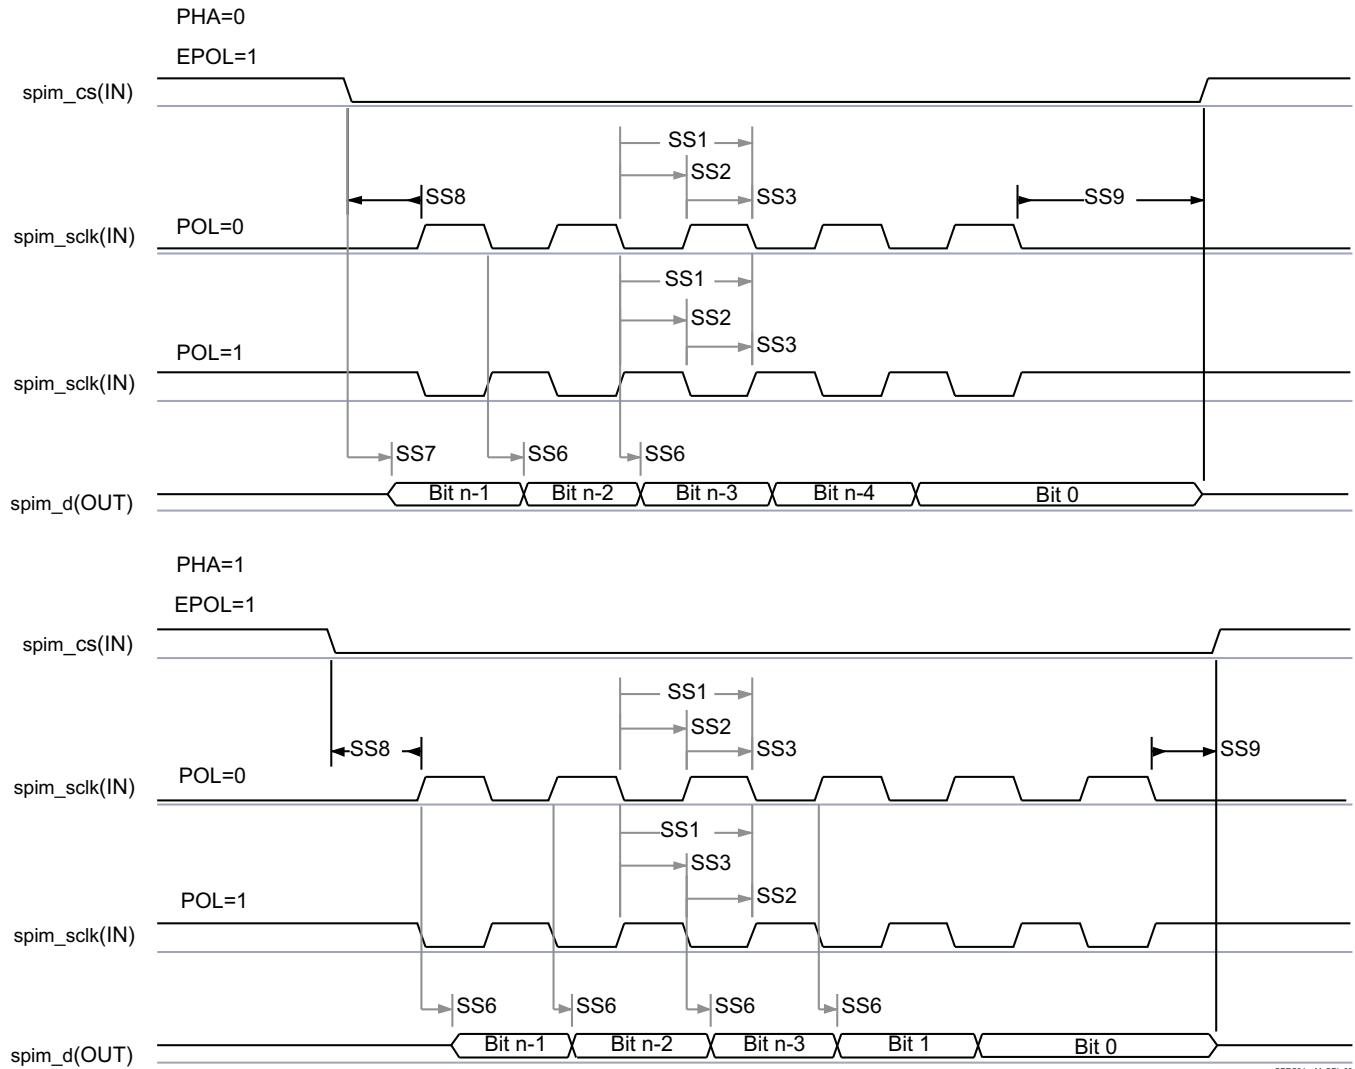 PHA=0
EPOL=1
spim_cs(IN)
SS1
SS2
SS8
SS3
SS9
POL=0
spim_sclk(IN)
SS1
SS2
SS3
POL=1
spim_sclk(IN)
SS7
SS6
SS6
spim_d(OUT)
Bit n-1
Bit n-2
Bit n-3
Bit n-4
Bit 0
PHA=1
EPOL=1
spim_cs(IN)
SS1
SS2
SS8
SS3
SS9
POL=0
spim_sclk(IN)
SS1
SS3
SS2
POL=1
spim_sclk(IN)
SS6
SS6
SS6
SS6
spim_d(OUT)
Bit n-1
Bit n-2
Bit n-3
Bit 1
Bit 0